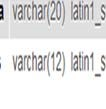 varchar(20) latin1_s
varchar(12) latin1_s